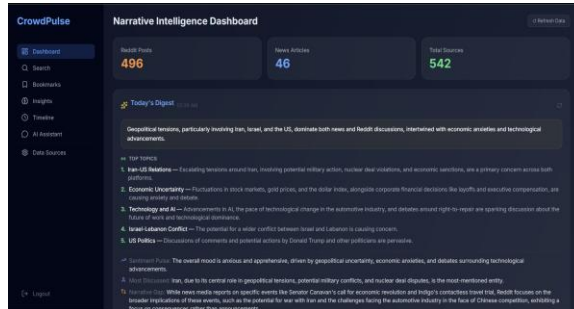 CrowdPulse
Narrative Intelligence Dashboard
Refresh Data
Dashboard
Search
Bookmarks
Insights
Timeline
AI Assistant
Data Sources
Logout
Reddit Posts
496
News Articles
46
Total Sources
542
Today's Digest
Geopolitical tensions, particularly involving Iran, Israel, and the US, dominate both news and Reddit discussions, intertwined with economic anxieties and technological
advancements.
TOP TOPICS
1. Iran-US Relations — Escalating tensions around Iran, involving potential military action, nuclear deal violations, and economic sanctions, are a primary concern across both
platforms.
2. Economic Uncertainty — Fluctuations in stock markets, gold prices, and the dollar index, alongside corporate financial decisions like layoffs and executive compensation, are
causing anxiety and debate.
3. Technology and AI — Advancements in AI, the pace of technological change in the automotive industry, and debates around right-to-repair are sparking discussion about the
future of work and technological dominance.
4. Israel-Lebanon Conflict — The potential for a wider conflict between Israel and Lebanon is causing concern.
5. US Politics — Discussions of comments and potential actions by Donald Trump and other politicians are pervasive.
Sentiment Pulse: The overall mood is anxious and apprehensive, driven by geopolitical uncertainty, economic anxieties, and debates surrounding technological
advancements.
Most Discussed: Iran, due to its central role in geopolitical tensions, potential military conflicts, and nuclear deal disputes, is the most-mentioned entity.
Narrative Gap: While news media reports on specific events like Senator Canavan's call for economic revolution and Indigo's contactless travel trial, Reddit focuses on the
broader implications of these events, such as the potential for war with Iran and the challenges facing the automotive industry in the face of Chinese competition, exhibiting a
focus on consequences rather than announcements.